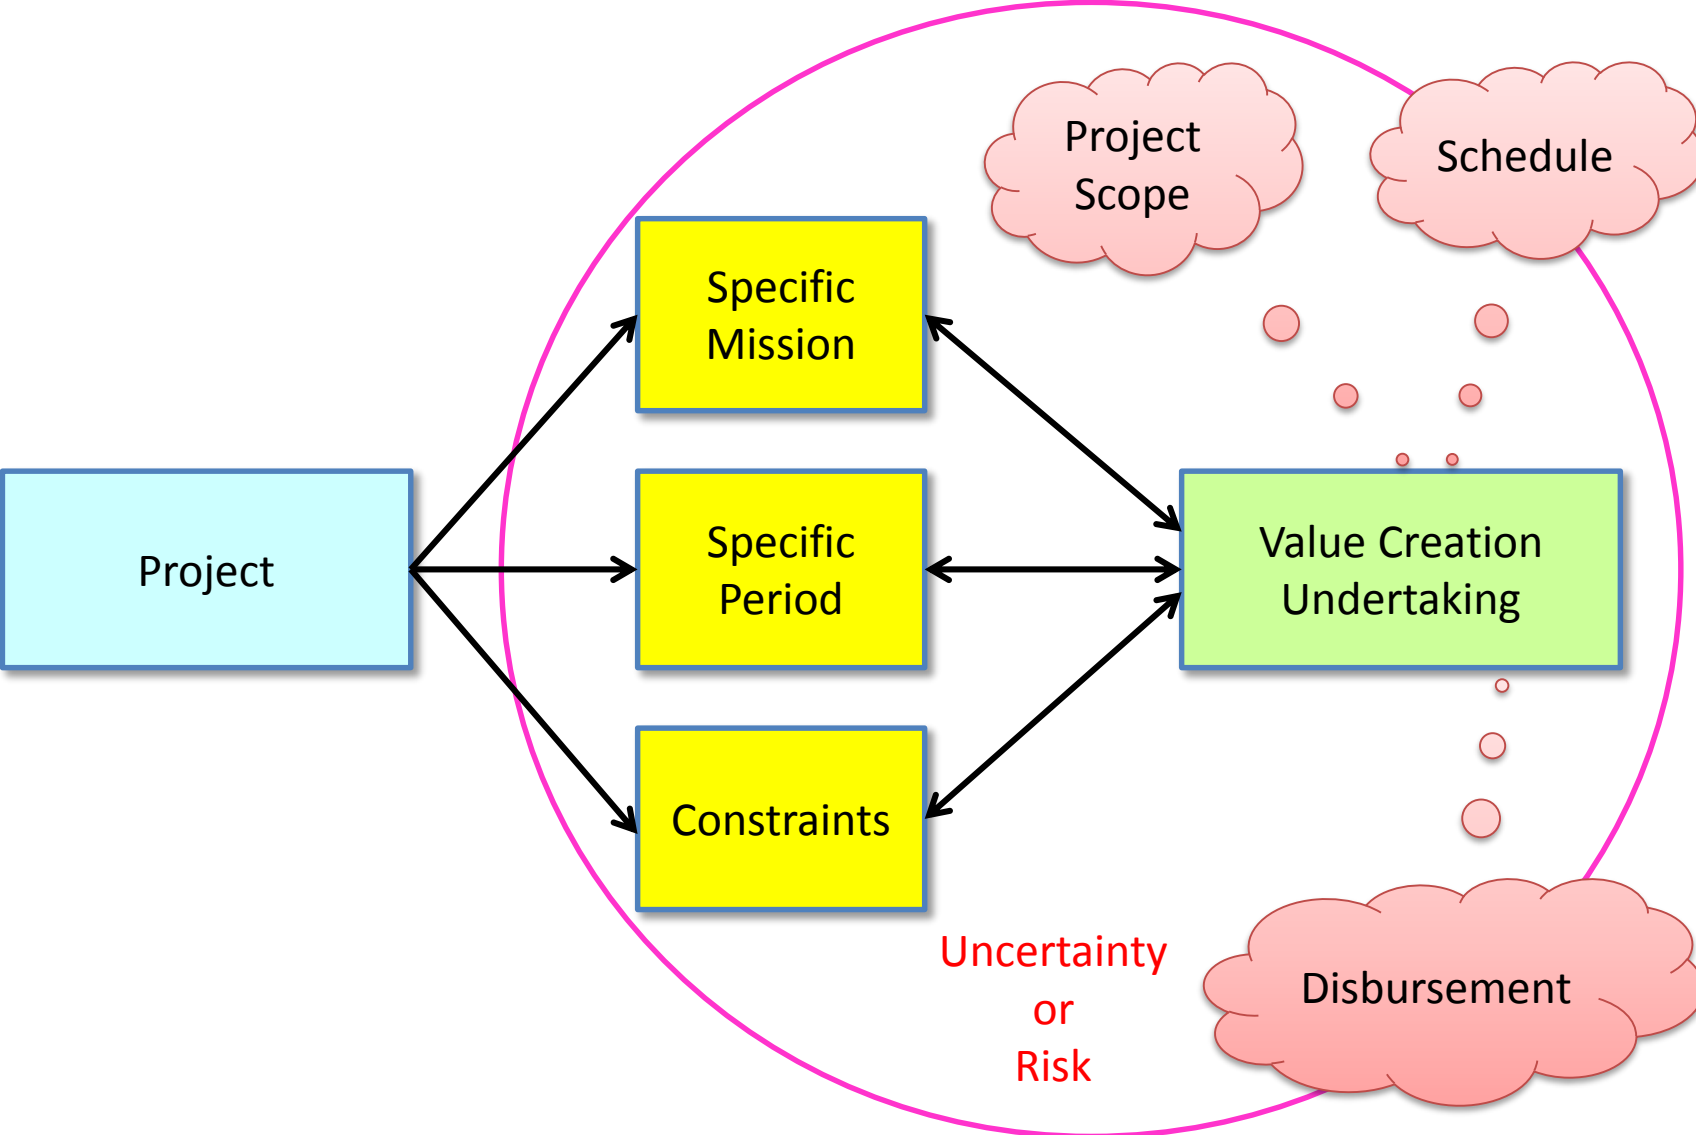 Project
Scope
Schedule
Specific
Mission
Project
Specific
Period
Value Creation
Undertaking
Constraints
Uncertainty
or
Risk
Disbursement